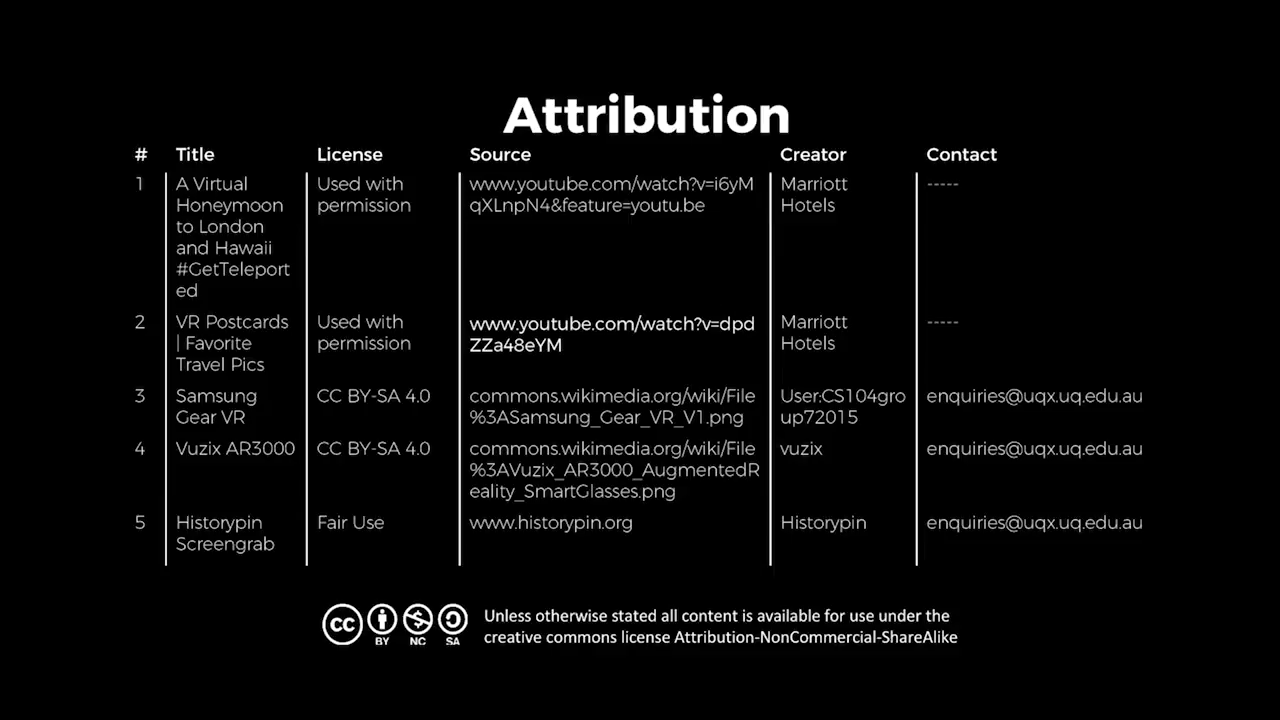 Attribution
# Title License Source Creator Contact
1 A Virtual Used with www.youtube.com/watch?v=i6yM Marriott -----
Honeymoon permission qXLnpN4&feature=youtu.be Hotels
to London
and Hawaii
#GetTeleport
ed
2 VR Postcards Used with www.youtube.com/watch?v=dpd Marriott -----
| Favorite permission ZZa48eYM Hotels
Travel Pics
3 Samsung CC BY-SA 4.0 commons.wikimedia.org/wiki/File User:CS104gro enquiries@uqx.uq.edu.au
Gear VR %3ASamsung_Gear_VR_V1.png up72015
4 Vuzix AR3000 CC BY-SA 4.0 commons.wikimedia.org/wiki/File vuzix enquiries@uqx.uq.edu.au
%3AVuzix_AR3000_AugmentedR
eality_SmartGlasses.png
5 Historypin Fair Use www.historypin.org Historypin enquiries@uqx.uq.edu.au
Screengrab
Unless otherwise stated all content is available for use under the
creative commons license Attribution-NonCommercial-ShareAlike
cc BY NC SA